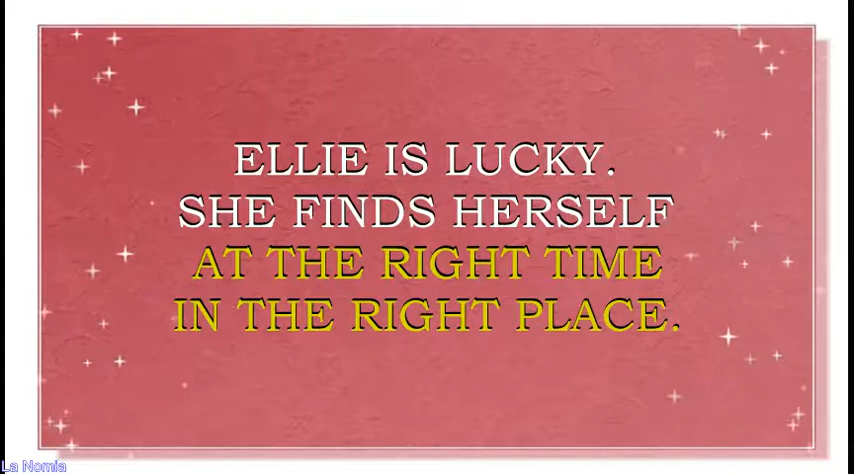 ELLIE IS LUCKY.
SHE FINDS HERSELF
AT THE RIGHT TIME
IN THE RIGHT PLACE.
La Nomia